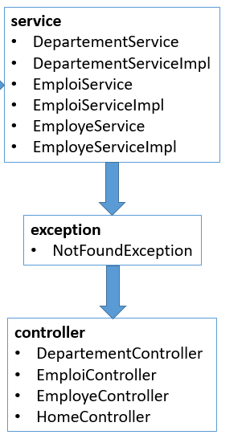 service
• DepartementService
• DepartementServiceImpl
• EmploiService
• EmploiServiceImpl
• EmployeService
• EmployeServiceImpl
exception
• NotFoundException
controller
• DepartementController
• EmploiController
• EmployeController
• HomeController